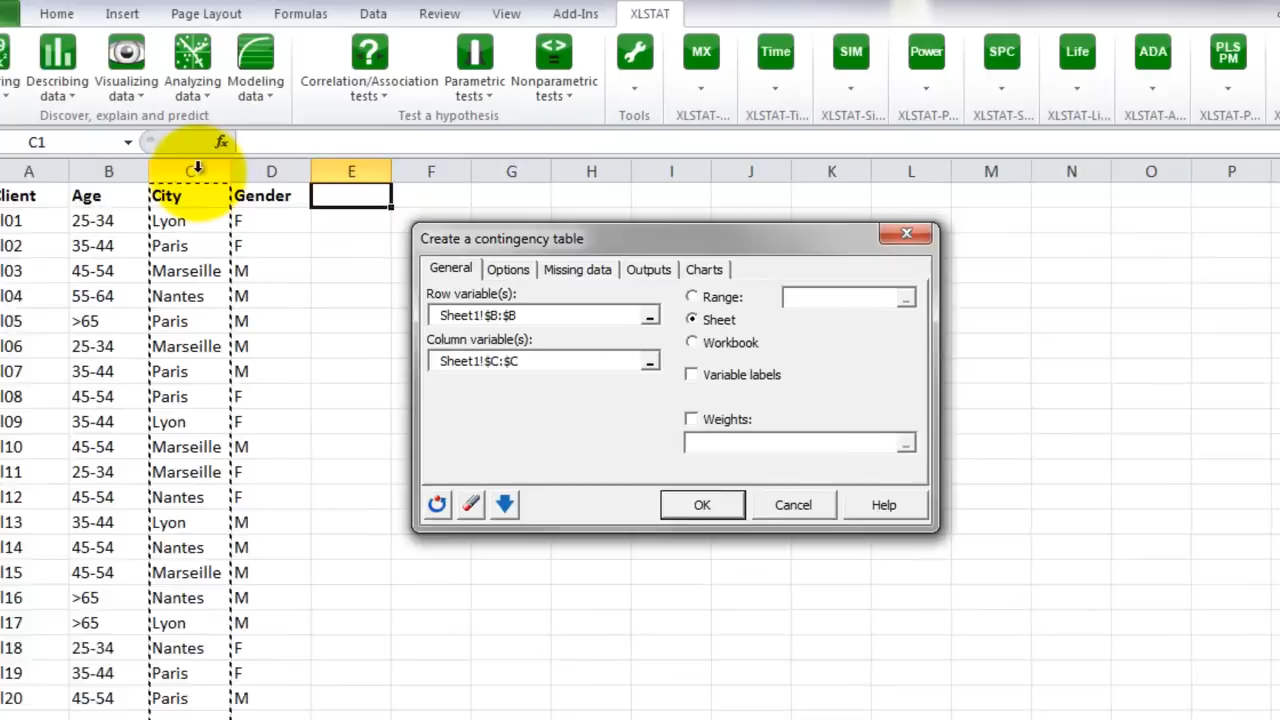 Home Insert Page Layout Formulas Data Review View Add-Ins XLSTAT
? <> MX Time SIM Power SPC Life ADA PLS PM
Describing data Visualizing data Analyzing data Modeling data Correlation/Association tests Parametric tests Nonparametric tests
Discover, explain and predict Test a hypothesis Tools XLSTAT-... XLSTAT-Ti... XLSTAT-Si... XLSTAT-P... XLSTAT-S... XLSTAT-Li... XLSTAT-A... XLSTAT-P...
C1 fx
A B C D E F G H I J K L M N O P
Client Age City Gender
l01 25-34 Lyon F
l02 35-44 Paris F
l03 45-54 Marseille M
l04 55-64 Nantes M
l05 >65 Paris M
l06 25-34 Marseille M
l07 35-44 Paris M
l08 45-54 Paris F
l09 35-44 Lyon F
l10 45-54 Marseille M
l11 25-34 Marseille F
l12 45-54 Nantes F
l13 35-44 Lyon M
l14 45-54 Nantes M
l15 45-54 Marseille M
l16 >65 Nantes M
l17 >65 Lyon M
l18 25-34 Nantes F
l19 35-44 Paris F
l20 45-54 Paris M
Create a contingency table
General Options Missing data Outputs Charts
Row variable(s):
Sheet1!$B:$B
Column variable(s):
Sheet1!$C:$C
Range:
Sheet
Workbook
Variable labels
Weights:
OK Cancel Help